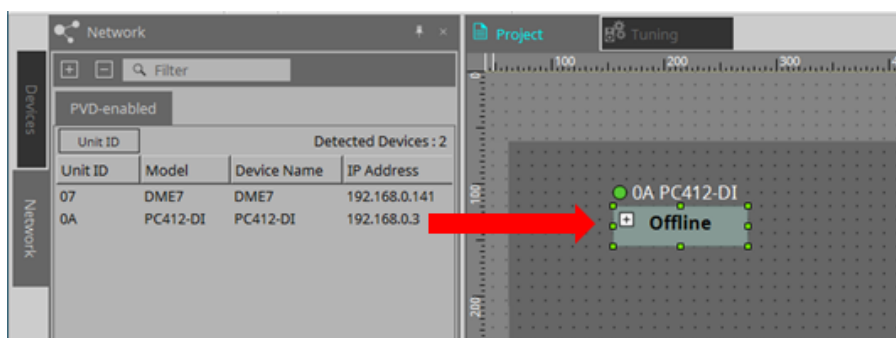 Network
Project
Tuning
Filter
100
200
300
Devices
PVD-enabled
Unit ID
Detected Devices : 2
Unit ID Model Device Name IP Address
07 DME7 DME7 192.168.0.141
0A PC412-DI PC412-DI 192.168.0.3
Network
100
0A PC412-DI
Offline
200